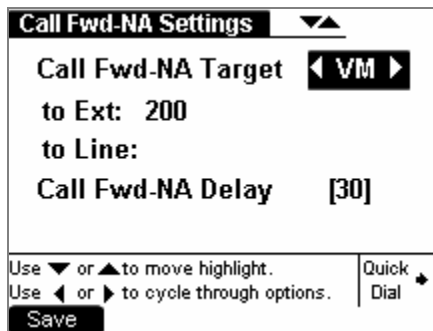 Call Fwd-NA Settings ▼▲
Call Fwd-NA Target ◀ VM ▶
to Ext: 200
to Line:
Call Fwd-NA Delay [30]
Use ▼ or ▲ to move highlight.
Use ◀ or ▶ to cycle through options.
Quick
Dial
Save